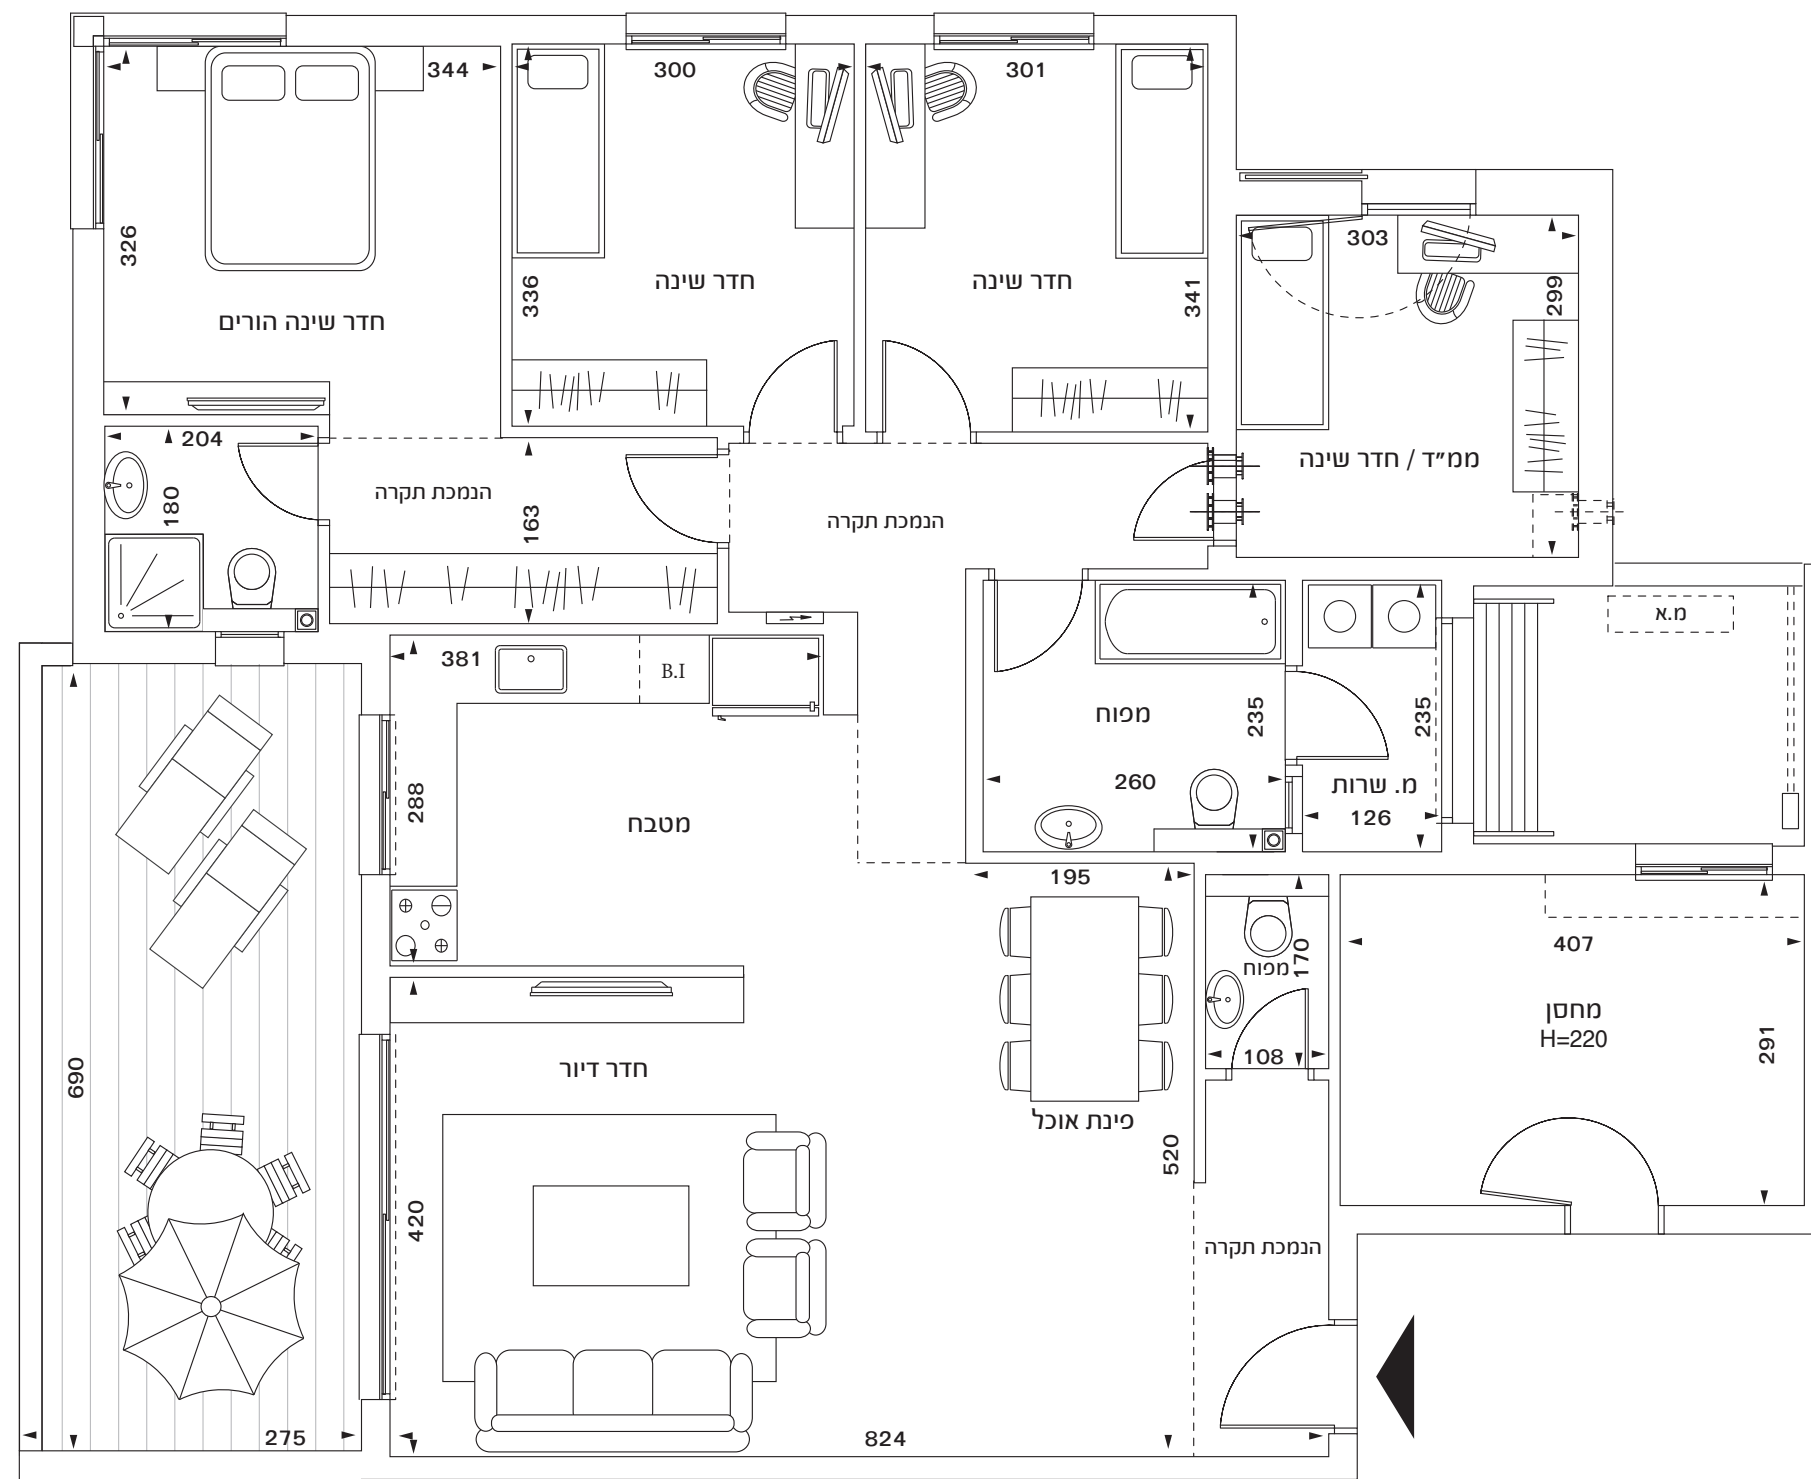 344
300
301
326
336
חדר שינה
חדר שינה
341
303
299
חדר שינה הורים
204
180
הנמכת תקרה
163
הנמכת תקרה
ממ״ד / חדר שינה
מ.א
381
B.I
מפוח
235
235
260
מ. שרות
126
288
מטבח
195
170
מפוח
108
407
מחסן
H=220
291
690
חדר דיור
פינת אוכל
520
420
הנמכת תקרה
275
824